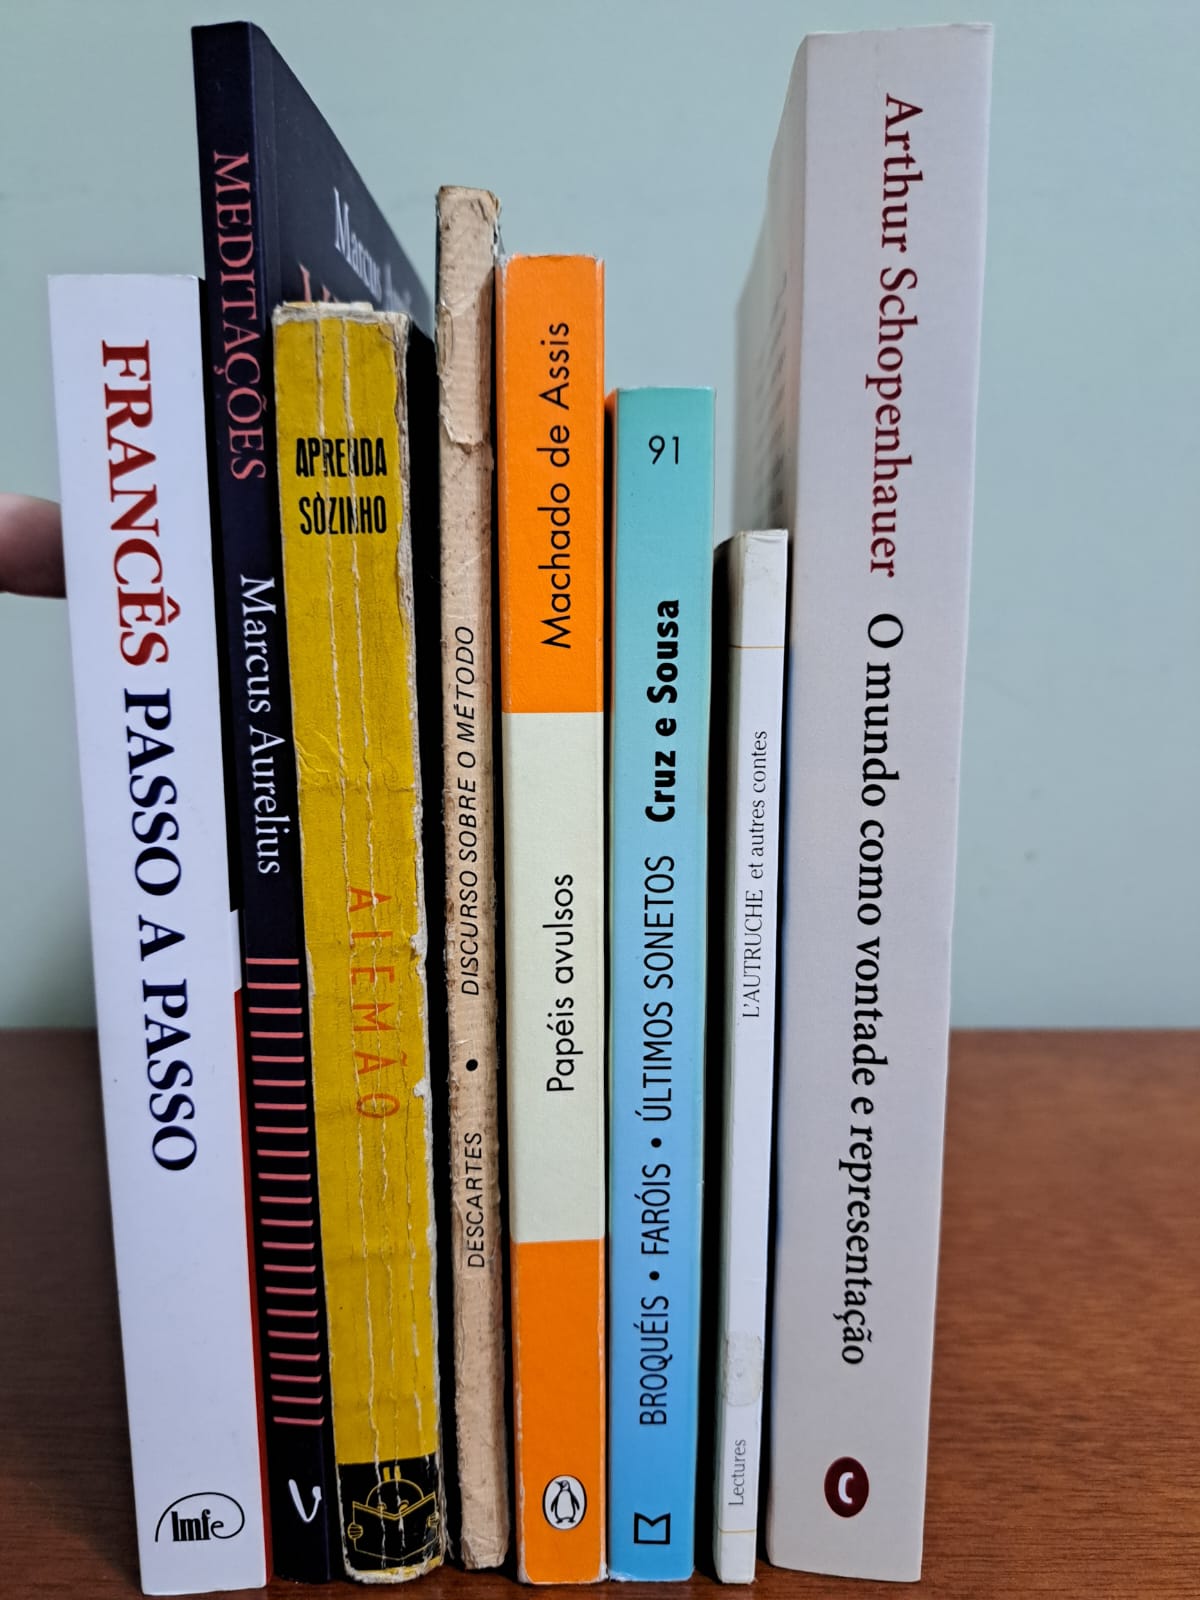 FRANCÊS PASSO A PASSO
lmfe
MEDITAÇÕES Marcus Aurelius
Marcus
APRENDA
SÒZINHO
ALEMÃO
DESCARTES • DISCURSO SOBRE O MÉTODO
Machado de Assis
Papéis avulsos
91
BROQUÉIS • FARÓIS • ÚLTIMOS SONETOS Cruz e Sousa
Lectures L'AUTRUCHE et autres contes
Arthur Schopenhauer O mundo como vontade e representação